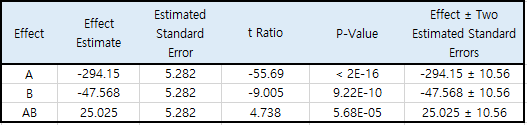 Effect Effect Estimate Estimated Standard Error t Ratio P-Value Effect ± Two Estimated Standard Errors
A -294.15 5.282 -55.69 < 2E-16 -294.15 ± 10.56
B -47.568 5.282 -9.005 9.22E-10 -47.568 ± 10.56
AB 25.025 5.282 4.738 5.68E-05 25.025 ± 10.56